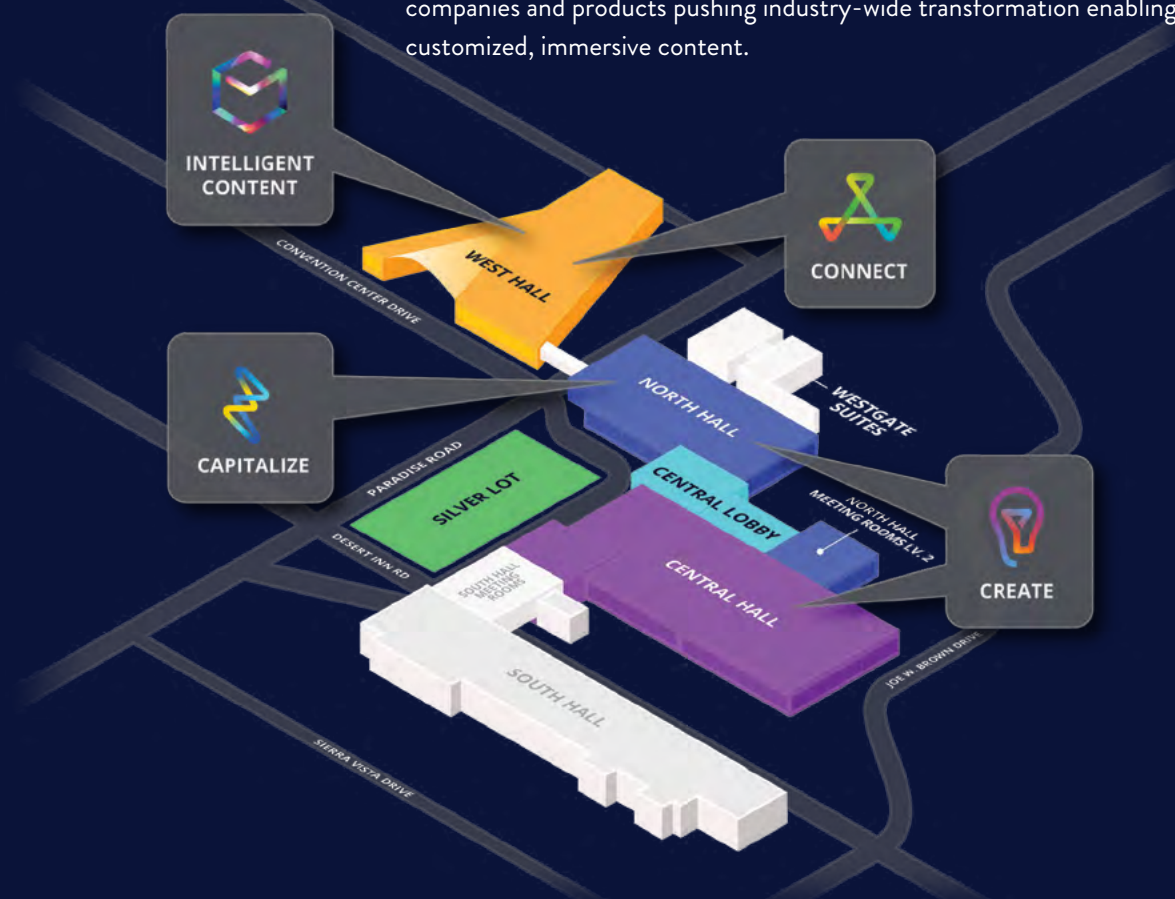 companies and products pushing industry-wide transformation enabling
customized, immersive content.
INTELLIGENT
CONTENT
CONNECT
WEST HALL
CONVENTION CENTER DRIVE
CAPITALIZE
NORTH HALL
WESTGATE
SUITES
PARADISE ROAD
SILVER LOT
CENTRAL LOBBY
NORTH HALL
MEETING ROOMS LV. 2
DESERT INN RD
SOUTH HALL
MEETING
ROOMS
CENTRAL HALL
CREATE
JOE W. BROWN DRIVE
SOUTH HALL
SIERRA VISTA DRIVE